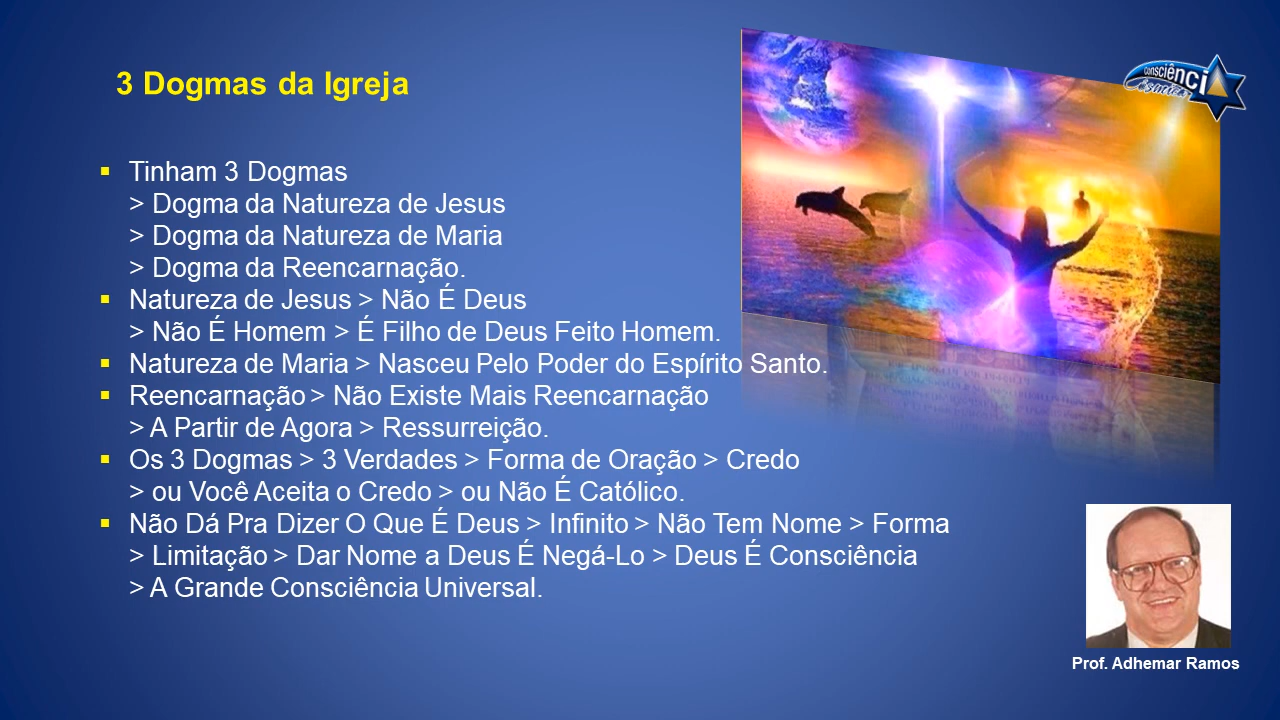 3 Dogmas da Igreja
consciênci
▪ Tinham 3 Dogmas
> Dogma da Natureza de Jesus
> Dogma da Natureza de Maria
> Dogma da Reencarnação.
▪ Natureza de Jesus > Não É Deus
> Não É Homem > É Filho de Deus Feito Homem.
▪ Natureza de Maria > Nasceu Pelo Poder do Espírito Santo.
▪ Reencarnação > Não Existe Mais Reencarnação
> A Partir de Agora > Ressurreição.
▪ Os 3 Dogmas > 3 Verdades > Forma de Oração > Credo
> ou Você Aceita o Credo > ou Não É Católico.
▪ Não Dá Pra Dizer O Que É Deus > Infinito > Não Tem Nome > Forma
> Limitação > Dar Nome a Deus É Negá-Lo > Deus É Consciência
> A Grande Consciência Universal.
Prof. Adhemar Ramos